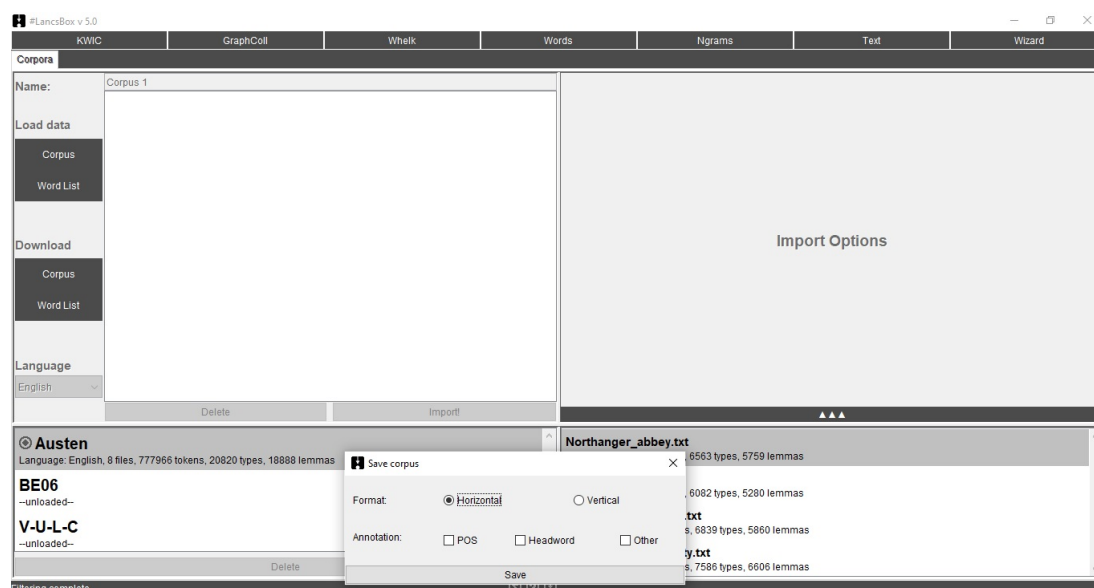 #LancsBox v 5.0
KWIC GraphColl Whelk Words Ngrams Text Wizard
Corpora
Name: Corpus 1
Load data
Corpus
Word List
Download
Corpus
Word List
Language
English
Delete Import!
Import Options
▲▲▲
Austen
Language: English, 8 files, 777966 tokens, 20820 types, 18888 lemmas
BE06
--unloaded--
V-U-L-C
--unloaded--
Delete
Northanger_abbey.txt
, 6563 types, 5759 lemmas
, 6082 types, 5280 lemmas
.txt
s, 6839 types, 5860 lemmas
y.txt
s, 7586 types, 6606 lemmas
Save corpus
Format: Horizontal Vertical
Annotation: POS Headword Other
Save
Filtering complete